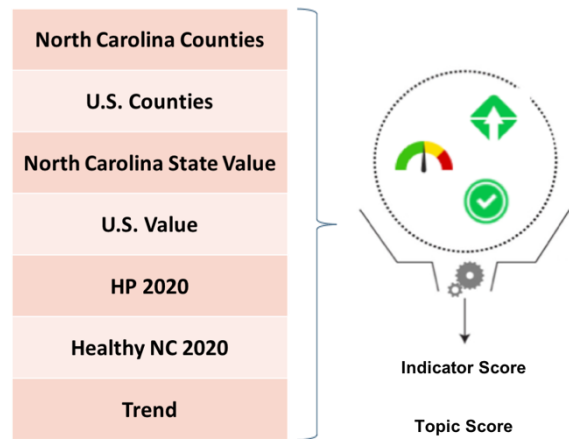 North Carolina Counties
U.S. Counties
North Carolina State Value
U.S. Value
HP 2020
Healthy NC 2020
Trend
Indicator Score
Topic Score